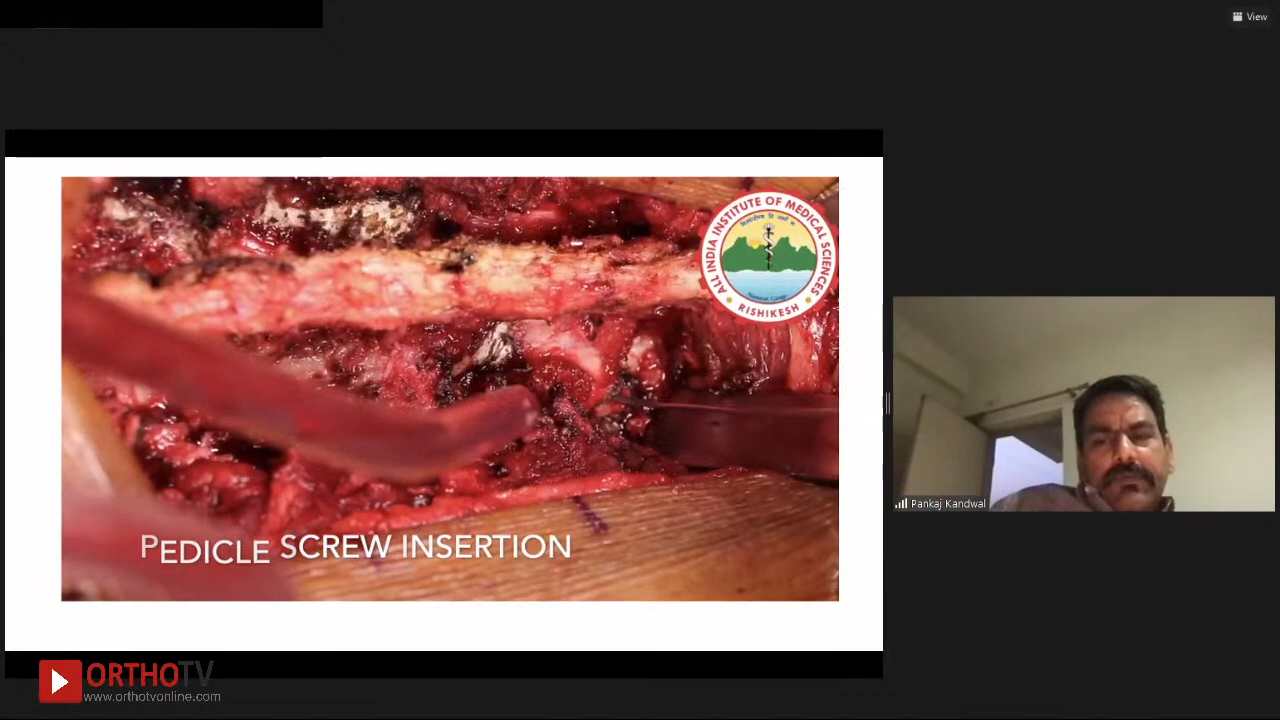 View
ALL INDIA INSTITUTE OF MEDICAL SCIENCES
RISHIKESH
PEDICLE SCREW INSERTION
Pankaj Kandwal
ORTHOTV
www.orthotvonline.com